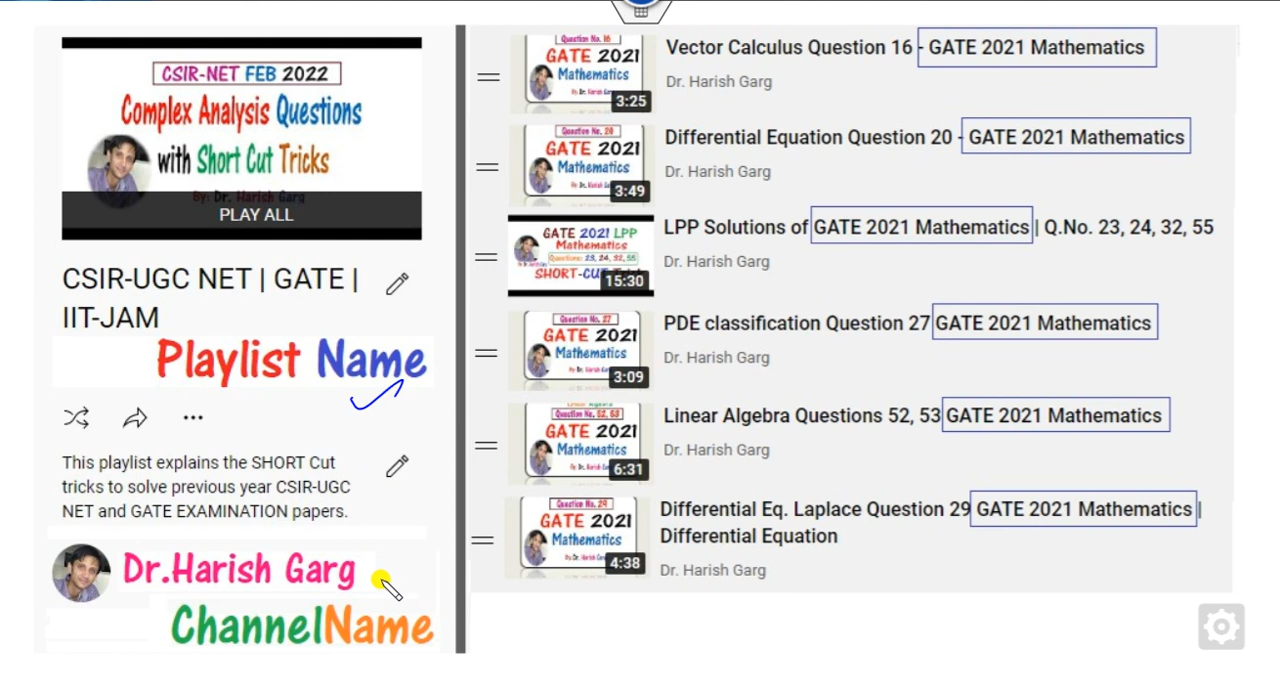 CSIR-NET FEB 2022
Complex Analysis Questions
with Short Cut Tricks
By: Dr. Harish Garg
PLAY ALL
CSIR-UGC NET | GATE |
IIT-JAM
Playlist Name
This playlist explains the SHORT Cut
tricks to solve previous year CSIR-UGC
NET and GATE EXAMINATION papers.
Dr.Harish Garg
ChannelName
Question No. 16
GATE 2021
Mathematics
3:25
Vector Calculus Question 16 - GATE 2021 Mathematics
Dr. Harish Garg
Question No. 20
GATE 2021
Mathematics
3:49
Differential Equation Question 20 - GATE 2021 Mathematics
Dr. Harish Garg
GATE 2021 LPP
Mathematics
Questions: 23, 24, 32, 55
SHORT-CUT
15:30
LPP Solutions of GATE 2021 Mathematics | Q.No. 23, 24, 32, 55
Dr. Harish Garg
Question No. 27
GATE 2021
Mathematics
3:09
PDE classification Question 27 GATE 2021 Mathematics
Dr. Harish Garg
Question No. 52, 53
GATE 2021
Mathematics
6:31
Linear Algebra Questions 52, 53 GATE 2021 Mathematics
Dr. Harish Garg
Question No. 29
GATE 2021
Mathematics
4:38
Differential Eq. Laplace Question 29 GATE 2021 Mathematics |
Differential Equation
Dr. Harish Garg